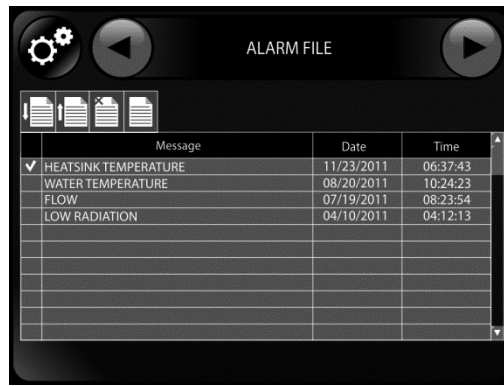 ALARM FILE
Message Date Time
✔ HEATSINK TEMPERATURE 11/23/2011 06:37:43
WATER TEMPERATURE 08/20/2011 10:24:23
FLOW 07/19/2011 08:23:54
LOW RADIATION 04/10/2011 04:12:13